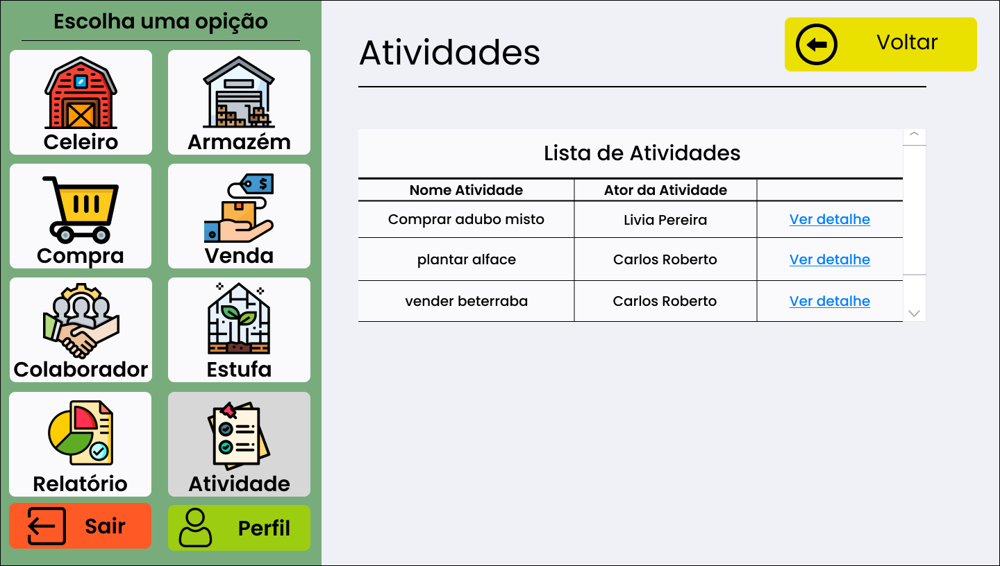 Escolha uma opição
Celeiro
Armazém
Compra
Venda
$
Colaborador
Estufa
Relatório
Atividade
Sair
Perfil
Atividades
Voltar
Lista de Atividades
Nome Atividade Ator da Atividade
Comprar adubo misto Livia Pereira Ver detalhe
plantar alface Carlos Roberto Ver detalhe
vender beterraba Carlos Roberto Ver detalhe